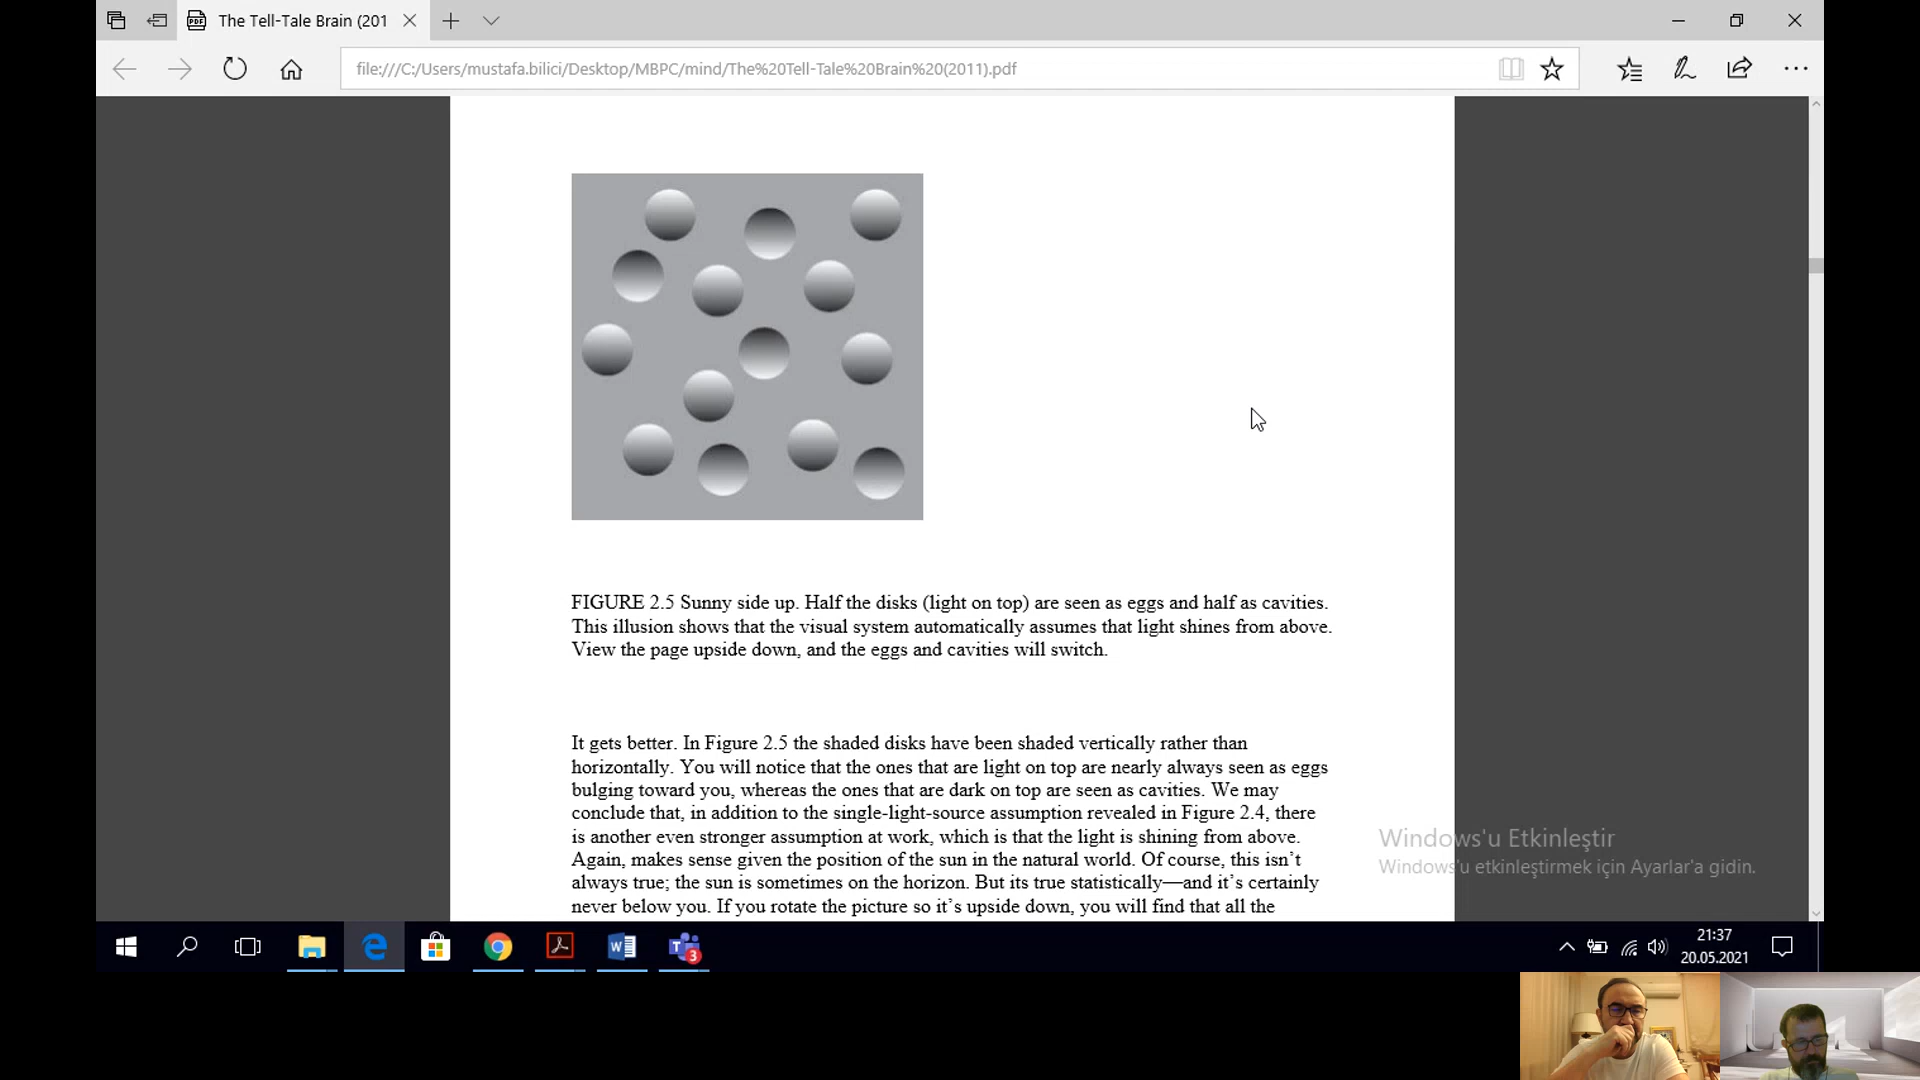 The Tell-Tale Brain (201
file:///C:/Users/mustafa.bilici/Desktop/MBPC/mind/The%20Tell-Tale%20Brain%20(2011).pdf
FIGURE 2.5 Sunny side up. Half the disks (light on top) are seen as eggs and half as cavities.
This illusion shows that the visual system automatically assumes that light shines from above.
View the page upside down, and the eggs and cavities will switch.
It gets better. In Figure 2.5 the shaded disks have been shaded vertically rather than
horizontally. You will notice that the ones that are light on top are nearly always seen as eggs
bulging toward you, whereas the ones that are dark on top are seen as cavities. We may
conclude that, in addition to the single-light-source assumption revealed in Figure 2.4, there
is another even stronger assumption at work, which is that the light is shining from above.
Again, makes sense given the position of the sun in the natural world. Of course, this isn’t
always true; the sun is sometimes on the horizon. But its true statistically—and it’s certainly
never below you. If you rotate the picture so it’s upside down, you will find that all the
Windows'u Etkinleştir
Windows'u etkinleştirmek için Ayarlar'a gidin.
PDF
W
T
3
21:37
20.05.2021